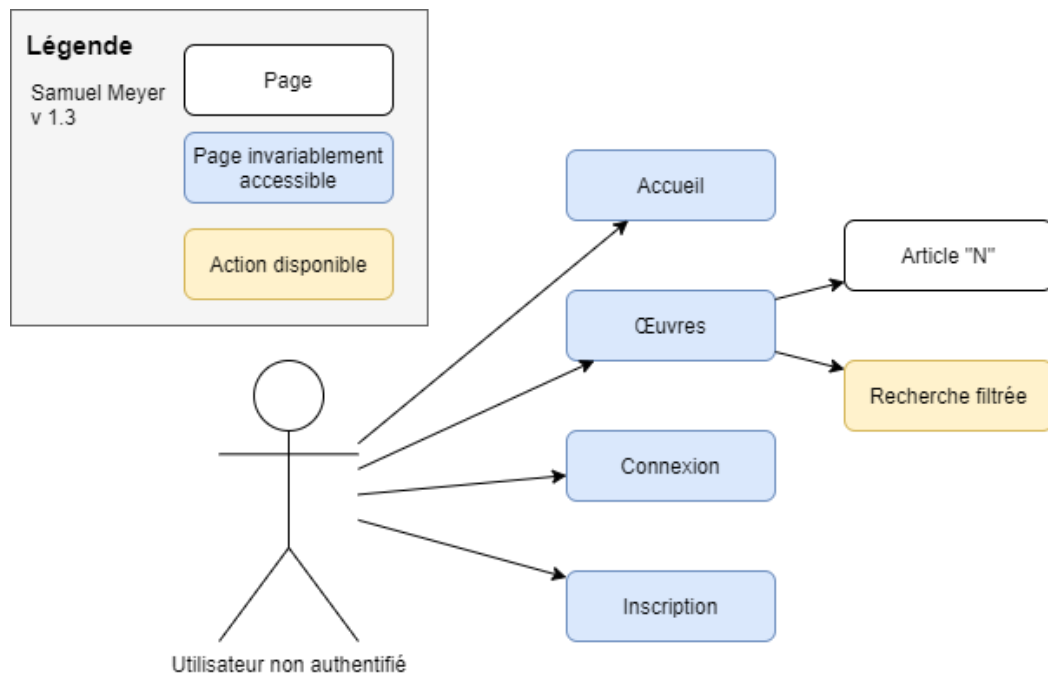 Légende
Samuel Meyer
v 1.3
Page
Page invariablement
accessible
Action disponible
Accueil
Œuvres
Article "N"
Recherche filtrée
Connexion
Inscription
Utilisateur non authentifié